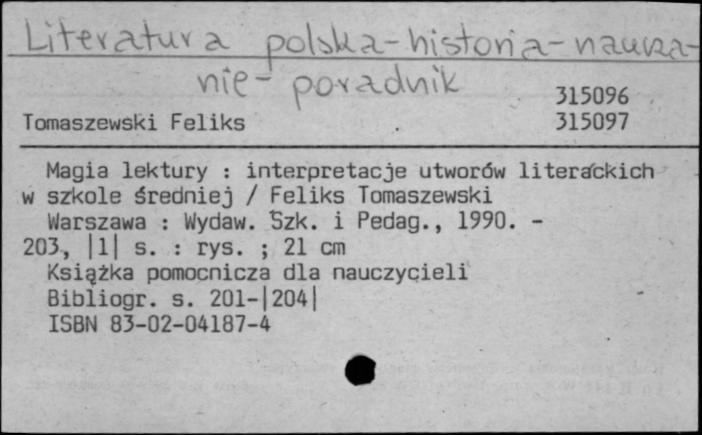 Literatura polska-historia-naucza-
nie-poradnik
315096
Tomaszewski Feliks 315097
Magia lektury : interpretacje utworów literackich
w szkole średniej / Feliks Tomaszewski
Warszawa : Wydaw. Szk. i Pedag., 1990. -
203, |1| s. : rys. ; 21 cm
Książka pomocnicza dla nauczycieli
Bibliogr. s. 201-|204|
ISBN 83-02-04187-4